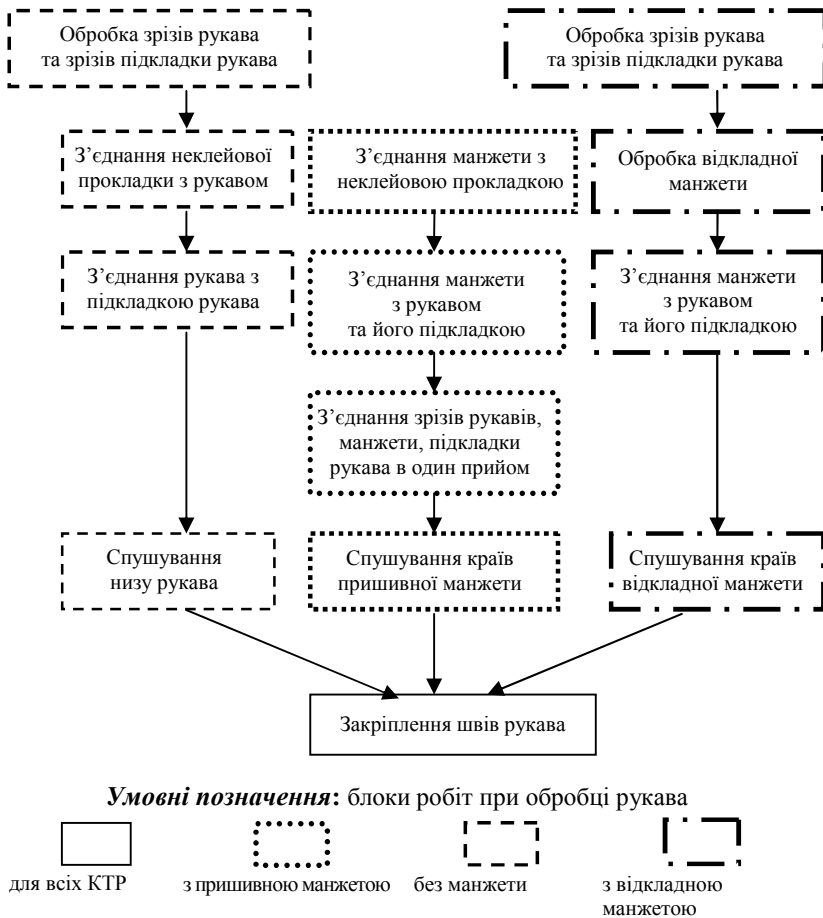 Обробка зрізів рукава
та зрізів підкладки рукава
Обробка зрізів рукава
та зрізів підкладки рукава
З’єднання неклейової
прокладки з рукавом
З’єднання манжети з
неклейовою прокладкою
Обробка відкладної
манжети
З’єднання рукава з
підкладкою рукава
З’єднання манжети
з рукавом
та його підкладкою
З’єднання манжети
з рукавом
та його підкладкою
З’єднання зрізів рукавів,
манжети, підкладки
рукава в один прийом
Спушування
низу рукава
Спушування країв
пришивної манжети
Спушування країв
відкладної манжети
Закріплення швів рукава
Умовні позначення: блоки робіт при обробці рукава
для всіх КТР
з пришивною манжетою
без манжети
з відкладною
манжетою